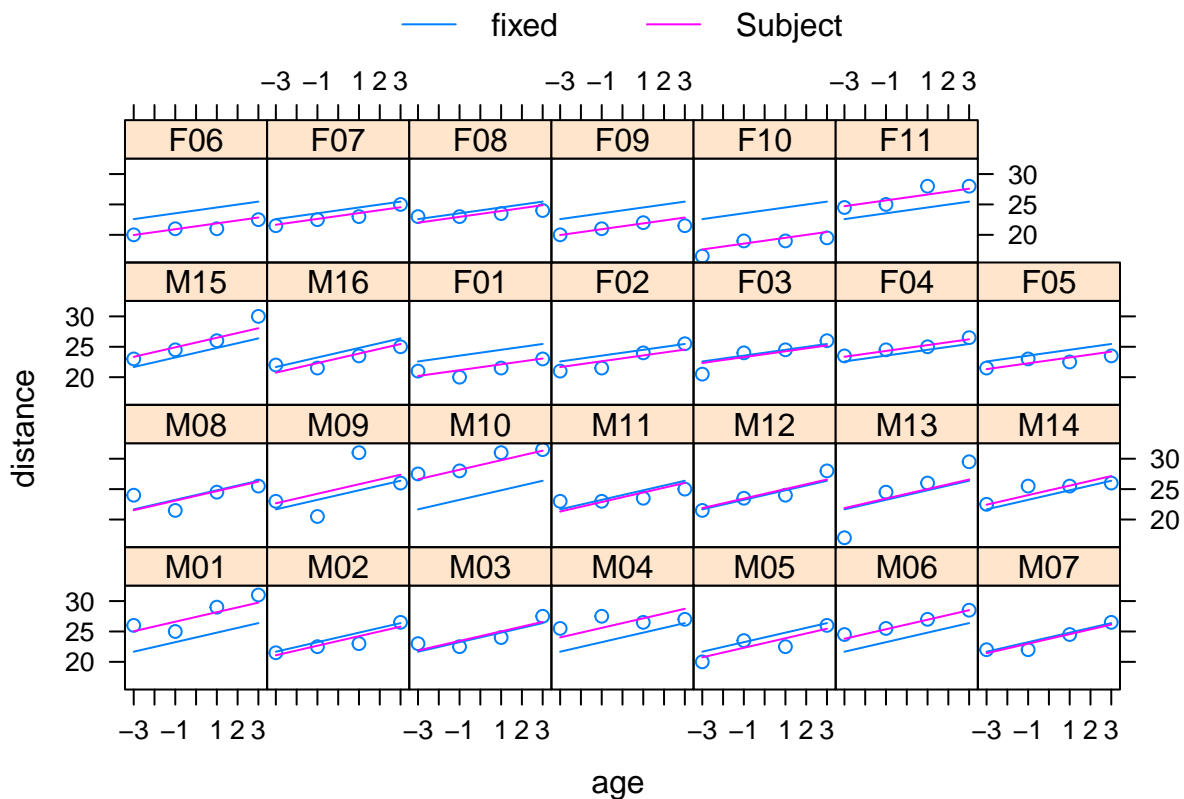 fixed Subject
−3 −1 1 2 3 −3 −1 1 2 3 −3 −1 1 2 3
F06 F07 F08 F09 F10 F11
30
25
20
M15 M16 F01 F02 F03 F04 F05
30
25
20
M08 M09 M10 M11 M12 M13 M14
30
25
20
M01 M02 M03 M04 M05 M06 M07
30
25
20
−3 −1 1 2 3 −3 −1 1 2 3 −3 −1 1 2 3 −3 −1 1 2 3
distance
age